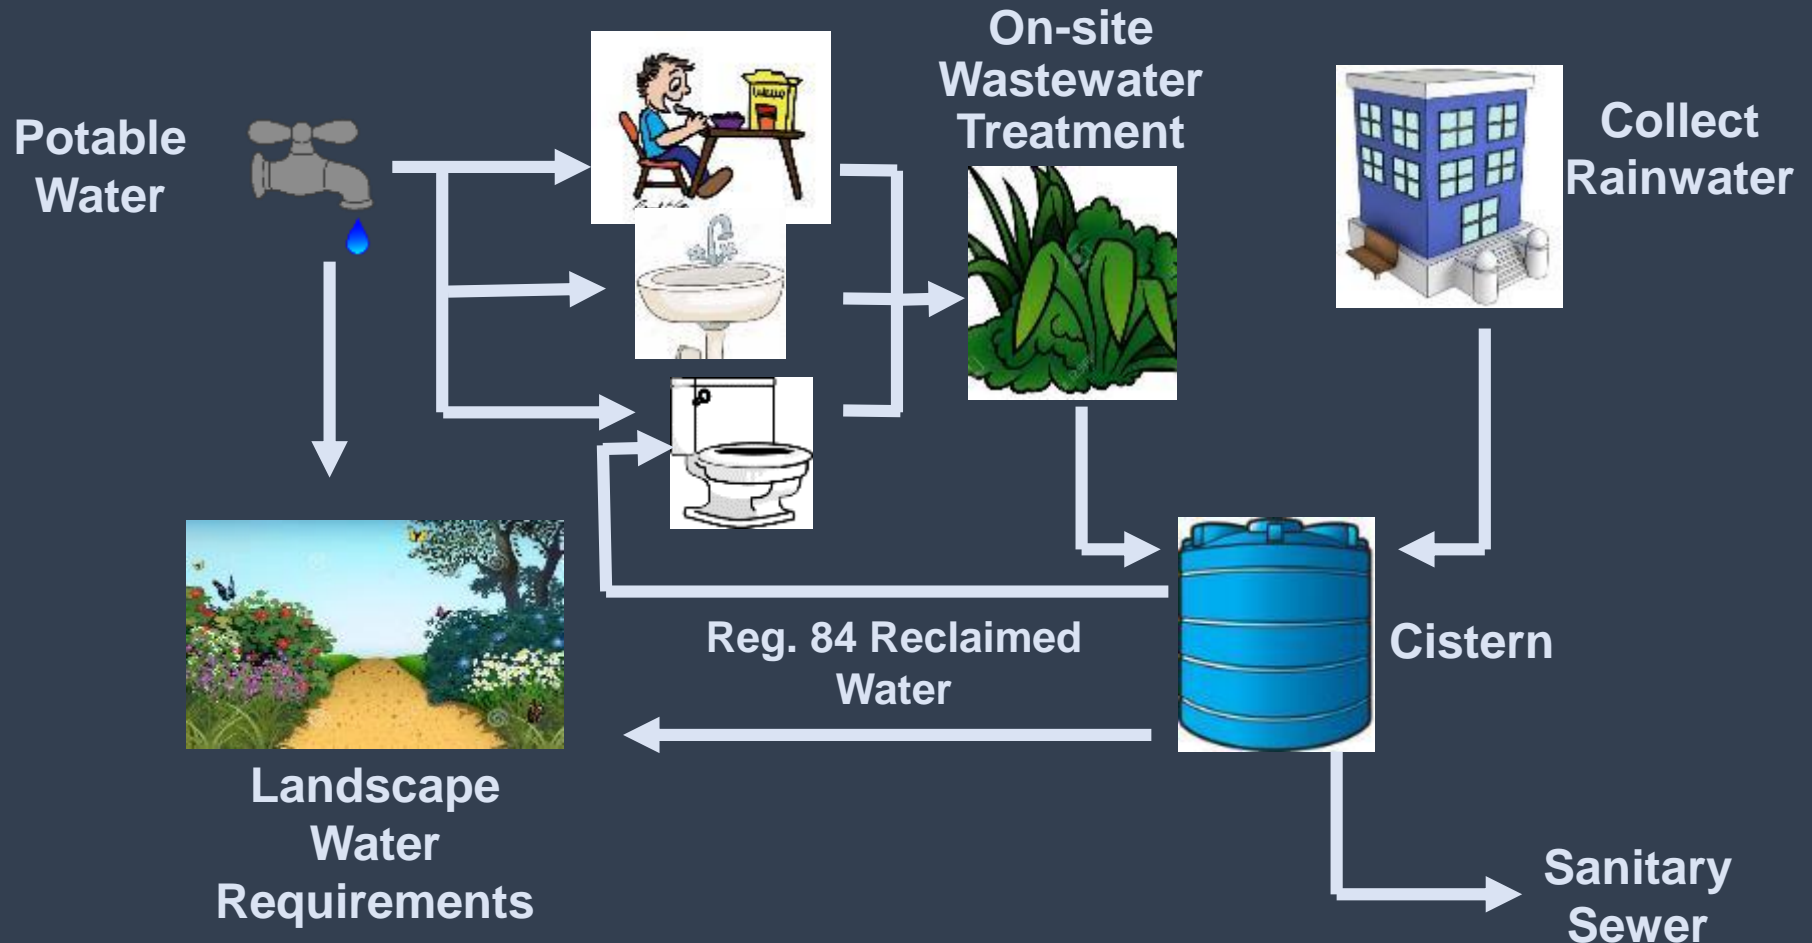 Potable
Water
On-site
Wastewater
Treatment
Collect
Rainwater
Reg. 84 Reclaimed
Water
Cistern
Landscape
Water
Requirements
Sanitary
Sewer